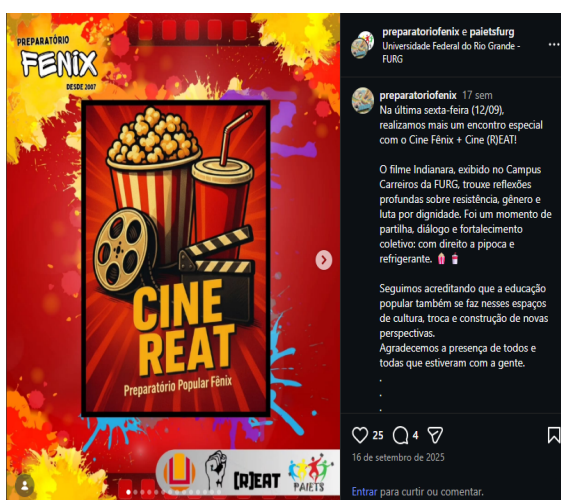 PREPARATÓRIO
FENIX
DESDE 2007
CINE
REAT
Preparatório Popular Fênix
[R]EAT
PAIETS
preparatoriofenix e paietsfurg
Universidade Federal do Rio Grande -
FURG
preparatoriofenix 17 sem
Na última sexta-feira (12/09),
realizamos mais um encontro especial
com o Cine Fênix + Cine (R)EAT!
O filme Indianara, exibido no Campus
Carreiros da FURG, trouxe reflexões
profundas sobre resistência, gênero e
luta por dignidade. Foi um momento de
partilha, diálogo e fortalecimento
coletivo: com direito a pipoca e
refrigerante. 🍿 🥤
Seguimos acreditando que a educação
popular também se faz nesses espaços
de cultura, troca e construção de novas
perspectivas.
Agradecemos a presença de todos e
todas que estiveram com a gente.
.
.
.
25 4
16 de setembro de 2025
Entrar para curtir ou comentar.